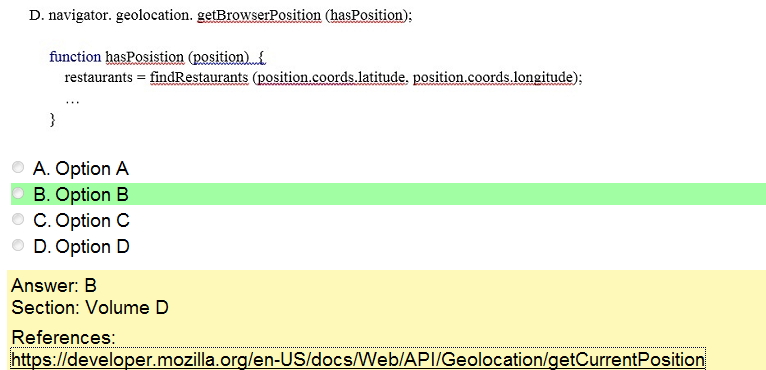 D. navigator. geolocation. getBrowserPosition (hasPosition);
function hasPosistion (position) {
restaurants = findRestaurants (position.coords.latitude, position.coords.longitude);
…
}
A. Option A
B. Option B
C. Option C
D. Option D
Answer: B
Section: Volume D
References:
https://developer.mozilla.org/en-US/docs/Web/API/Geolocation/getCurrentPosition